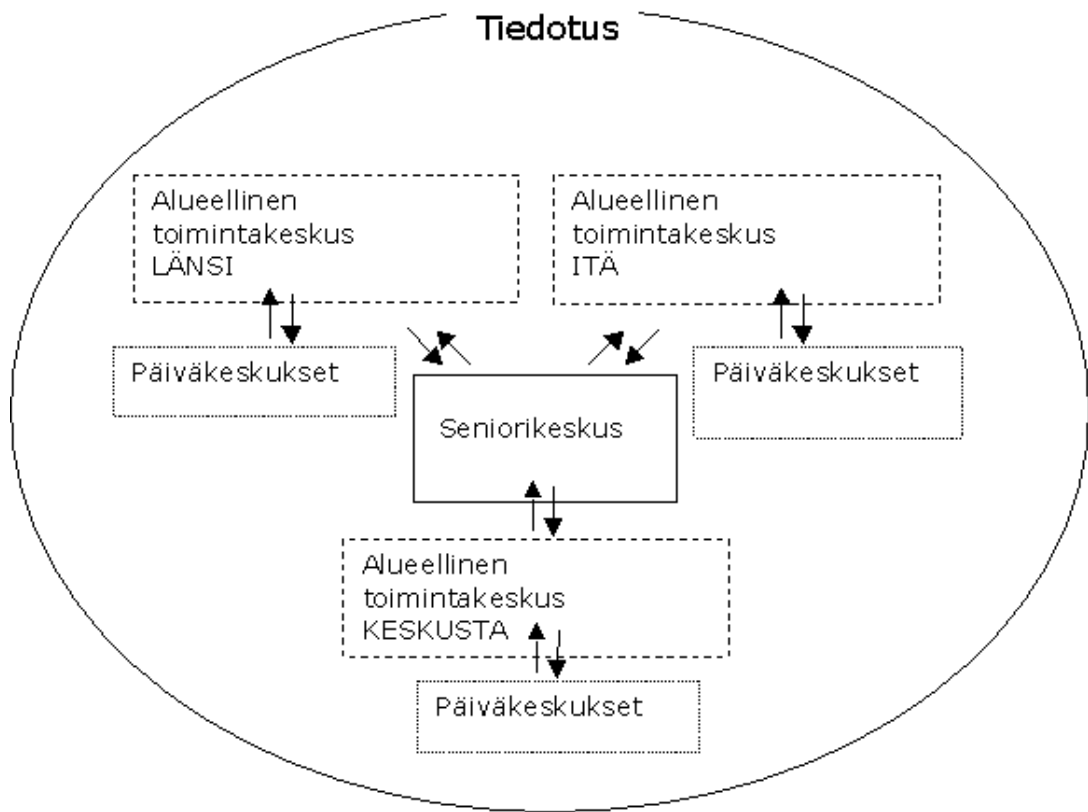 Tiedotus
Alueellinen
toimintakeskus
LÄNSI
Alueellinen
toimintakeskus
ITÄ
Päiväkeskukset
Päiväkeskukset
Seniorikeskus
Alueellinen
toimintakeskus
KESKUSTA
Päiväkeskukset